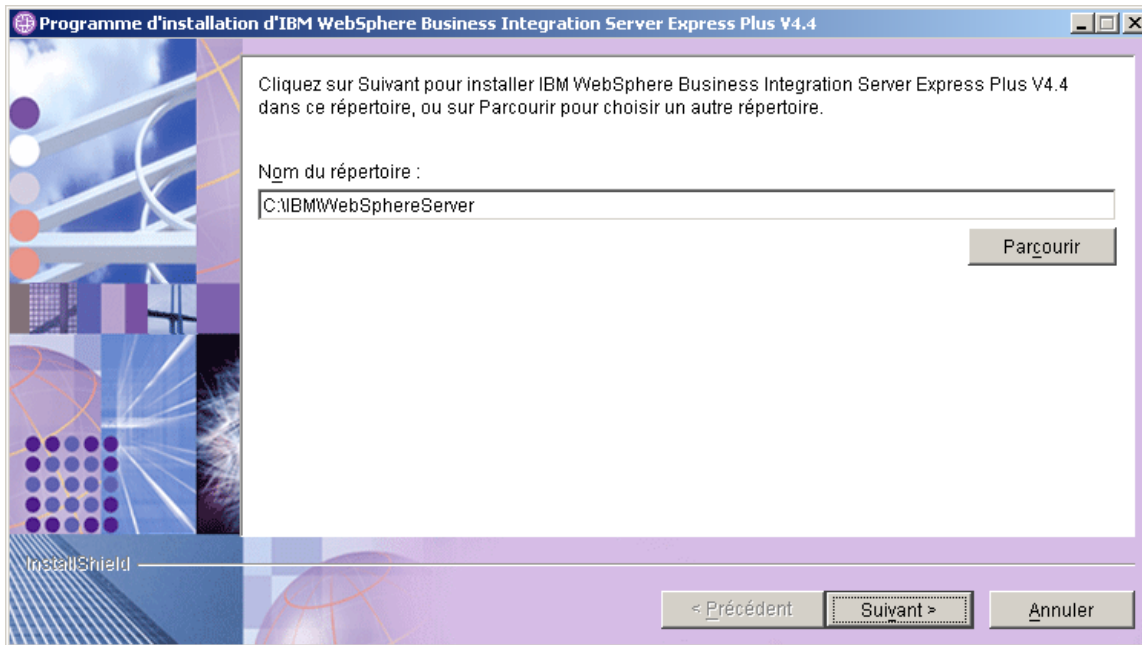 Programme d'installation d'IBM WebSphere Business Integration Server Express Plus V4.4
Cliquez sur Suivant pour installer IBM WebSphere Business Integration Server Express Plus V4.4
dans ce répertoire, ou sur Parcourir pour choisir un autre répertoire.
Nom du répertoire :
C:\IBM\WebSphereServer
Parcourir
InstallShield
< Précédent
Suivant >
Annuler